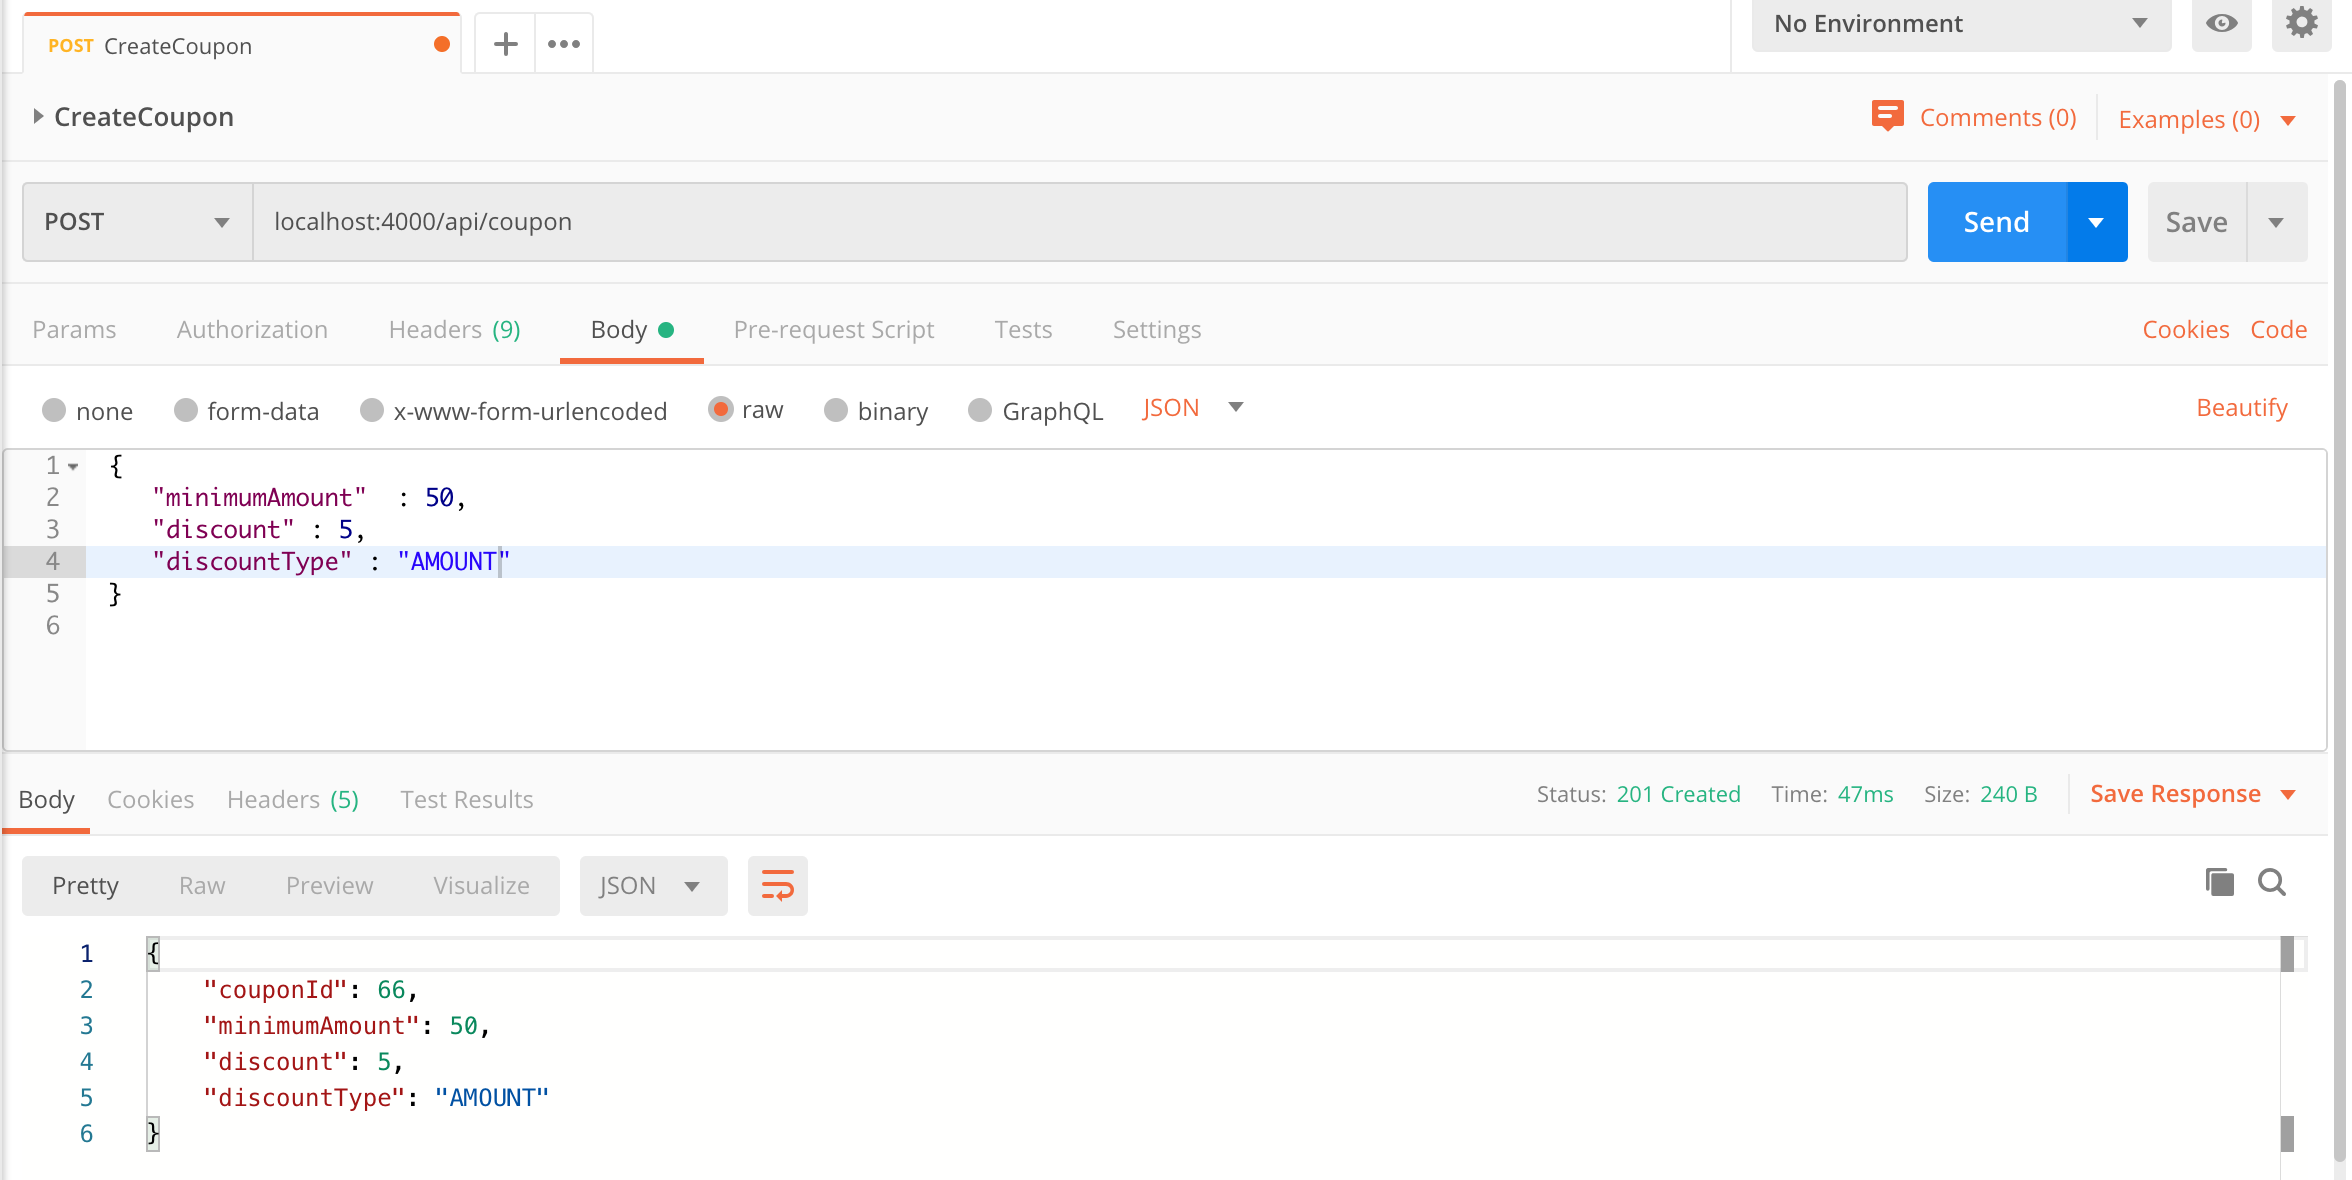 POST CreateCoupon
No Environment
CreateCoupon
Comments (0) Examples (0)
POST localhost:4000/api/coupon Send Save
Params Authorization Headers (9) Body Pre-request Script Tests Settings Cookies Code
none form-data x-www-form-urlencoded raw binary GraphQL JSON Beautify
1 {
2 "minimumAmount"  : 50,
3 "discount" : 5,
4 "discountType" : "AMOUNT"
5 }
6
Body Cookies Headers (5) Test Results Status: 201 Created Time: 47ms Size: 240 B Save Response
Pretty Raw Preview Visualize JSON
1 {
2 "couponId": 66,
3 "minimumAmount": 50,
4 "discount": 5,
5 "discountType": "AMOUNT"
6 }